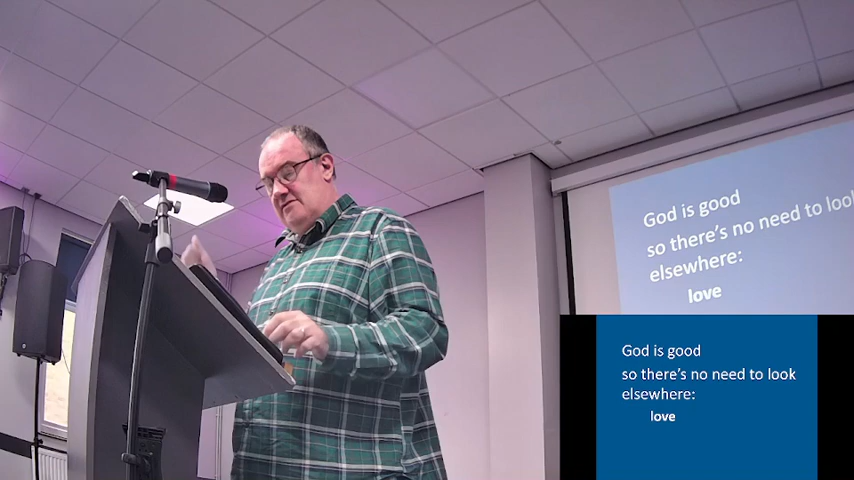 God is good
so there's no need to look
elsewhere:
love
God is good
so there's no need to look
elsewhere:
love